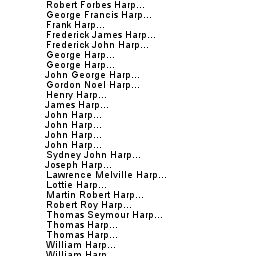 Robert Forbes Harp...
George Francis Harp...
Frank Harp...
Frederick James Harp...
Frederick John Harp...
George Harp...
George Harp...
John George Harp...
Gordon Noel Harp...
Henry Harp...
James Harp...
John Harp...
John Harp...
John Harp...
John Harp...
Sydney John Harp...
Joseph Harp...
Lawrence Melville Harp...
Lottie Harp...
Martin Robert Harp...
Robert Roy Harp...
Thomas Seymour Harp...
Thomas Harp...
Thomas Harp...
William Harp...
William Harp...